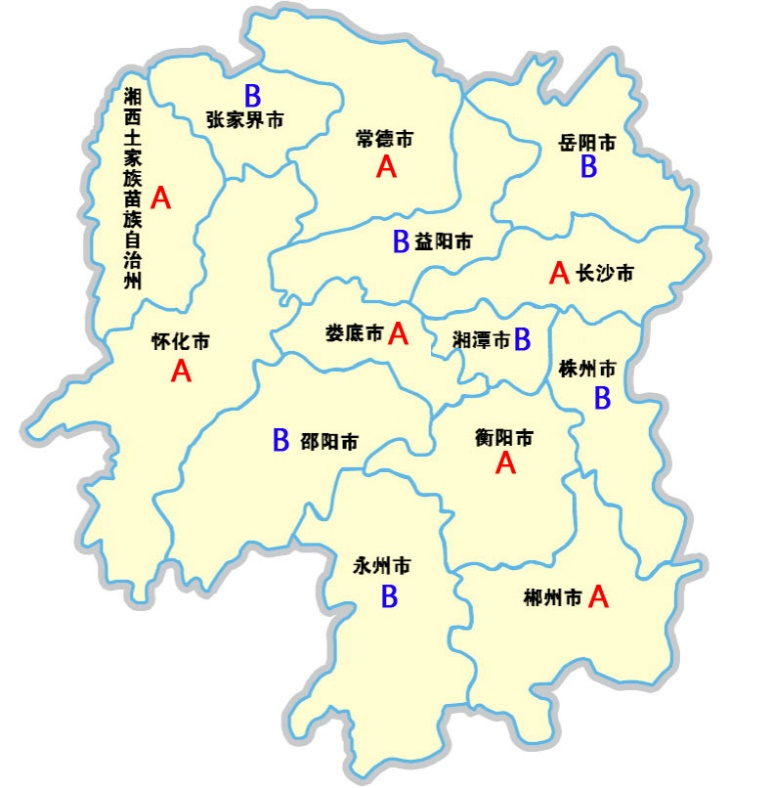 湘西土家族苗族自治州
A
B
张家界市
常德市
A
岳阳市
B
B 益阳市
A 长沙市
怀化市
A
娄底市 A
湘潭市 B
株州市
B
B 邵阳市
衡阳市
A
永州市
B
郴州市 A